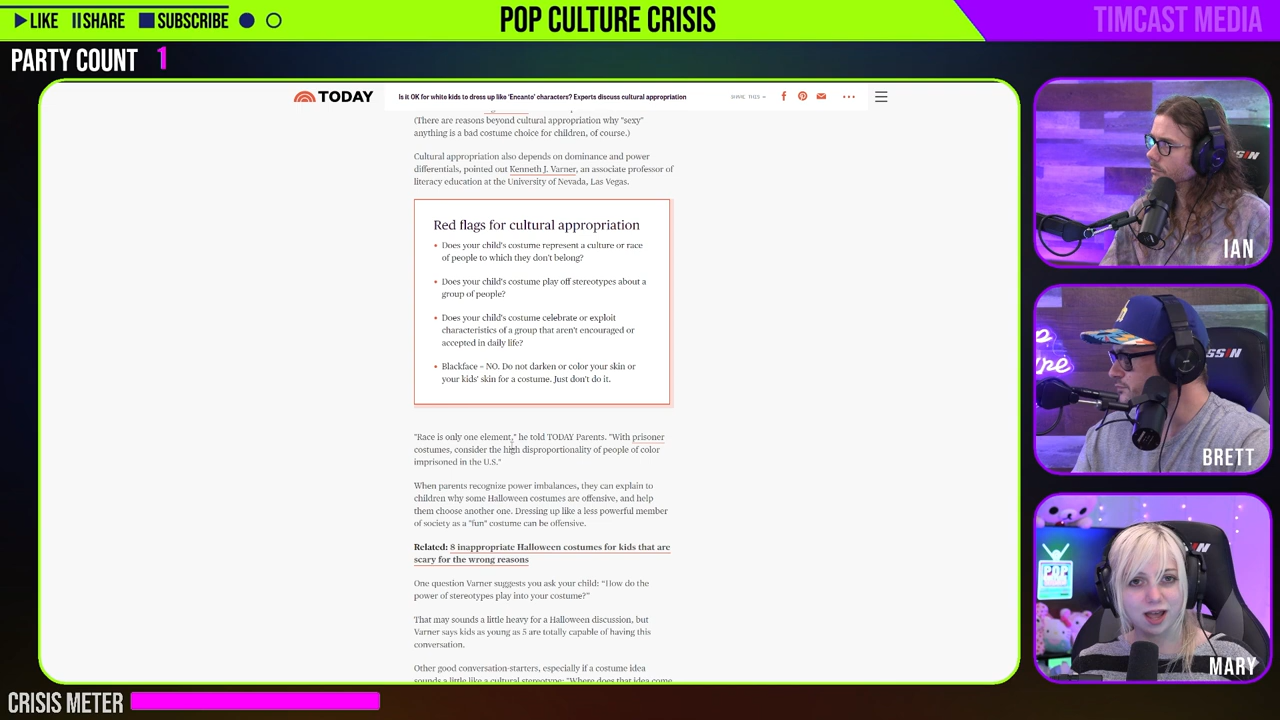 LIKE SHARE SUBSCRIBE
POP CULTURE CRISIS
TIMCAST MEDIA
PARTY COUNT 1
TODAY
Is it OK for white kids to dress up like 'Encanto' characters? Experts discuss cultural appropriation
SHARE THIS –
(There are reasons beyond cultural appropriation why "sexy"
anything is a bad costume choice for children, of course.)
Cultural appropriation also depends on dominance and power
differentials, pointed out Kenneth J. Varner, an associate professor of
literacy education at the University of Nevada, Las Vegas.
Red flags for cultural appropriation
• Does your child's costume represent a culture or race
of people to which they don't belong?
• Does your child's costume play off stereotypes about a
group of people?
• Does your child's costume celebrate or exploit
characteristics of a group that aren't encouraged or
accepted in daily life?
• Blackface – NO. Do not darken or color your skin or
your kids' skin for a costume. Just don't do it.
"Race is only one element," he told TODAY Parents. "With prisoner
costumes, consider the high disproportionality of people of color
imprisoned in the U.S."
When parents recognize power imbalances, they can explain to
children why some Halloween costumes are offensive, and help
them choose another one. Dressing up like a less powerful member
of society as a "fun" costume can be offensive.
Related: 8 inappropriate Halloween costumes for kids that are
scary for the wrong reasons
One question Varner suggests you ask your child: "How do the
power of stereotypes play into your costume?"
That may sounds a little heavy for a Halloween discussion, but
Varner says kids as young as 5 are totally capable of having this
conversation.
Other good conversation-starters, especially if a costume idea
sounds a little like a cultural stereotype: "Where does that idea come
IAN
BRETT
POP
MARY
CRISIS METER